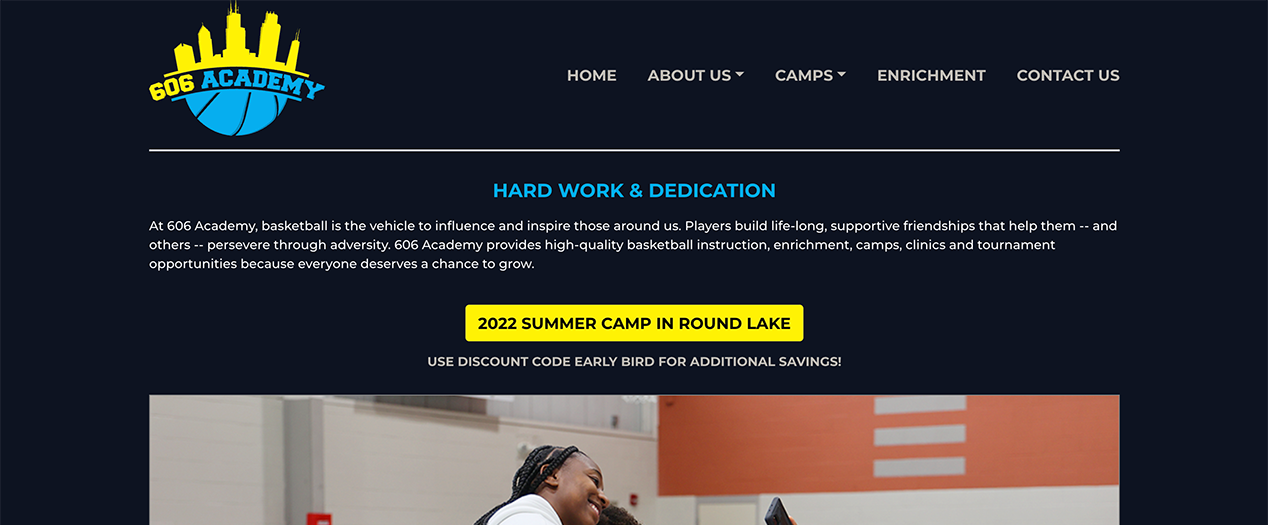 606 ACADEMY
HOME ABOUT US CAMPS ENRICHMENT CONTACT US
HARD WORK & DEDICATION
At 606 Academy, basketball is the vehicle to influence and inspire those around us. Players build life-long, supportive friendships that help them -- and
others -- persevere through adversity. 606 Academy provides high-quality basketball instruction, enrichment, camps, clinics and tournament
opportunities because everyone deserves a chance to grow.
2022 SUMMER CAMP IN ROUND LAKE
USE DISCOUNT CODE EARLY BIRD FOR ADDITIONAL SAVINGS!